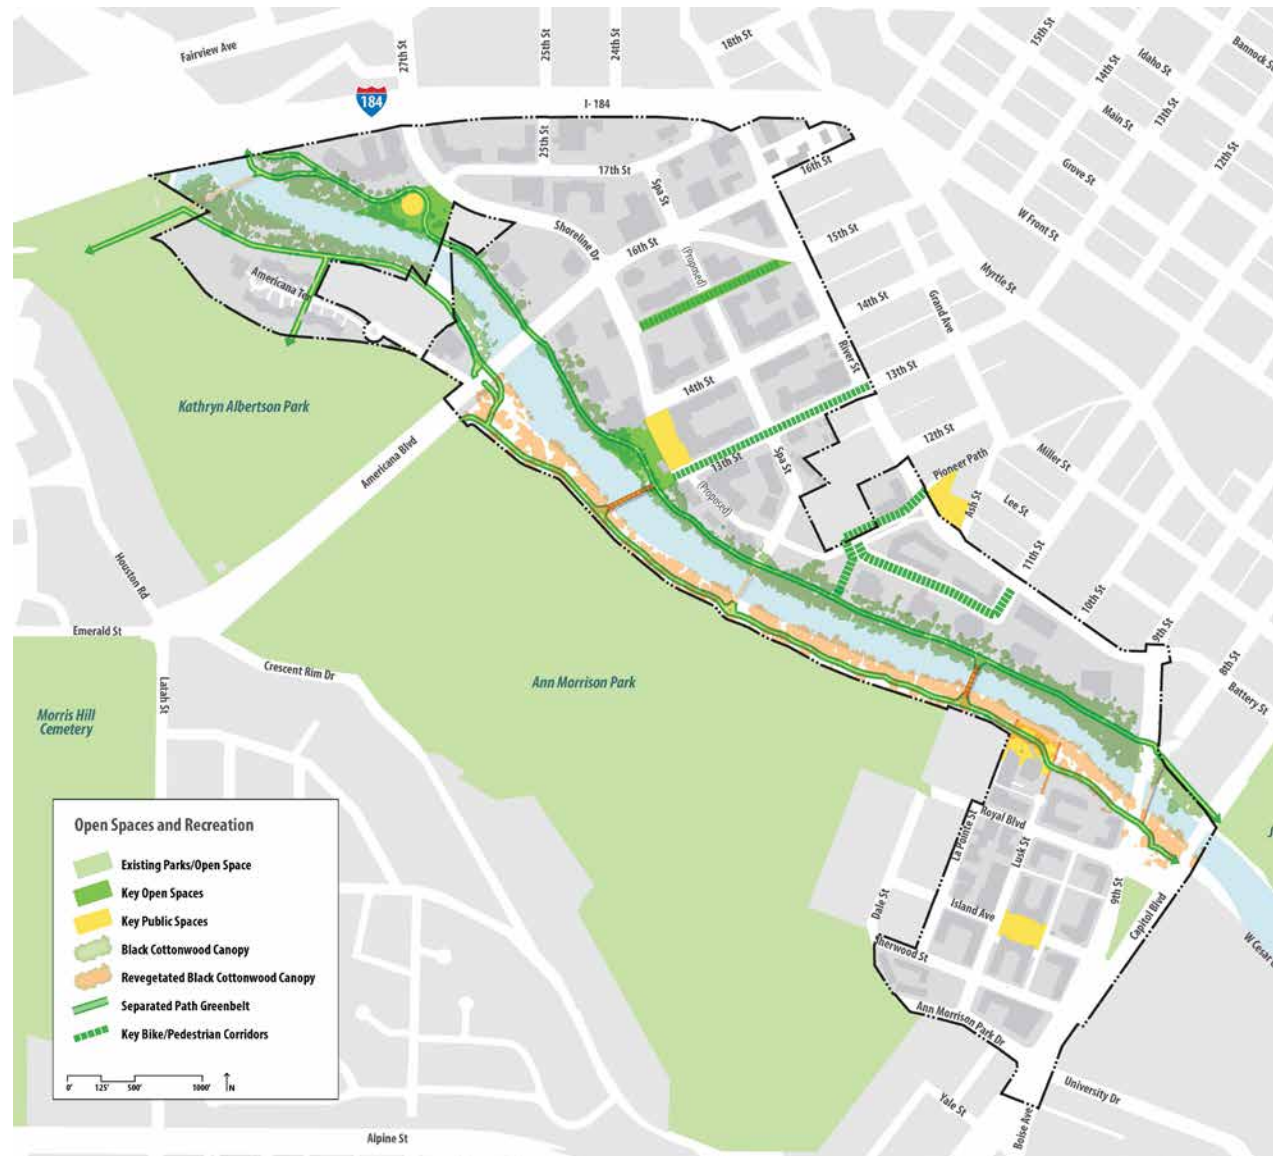 Fairview Ave
27th St
25th St
24th St
18th St
15th St
Idaho St
Bannock St
14th St
13th St
Main St
12th St
Grove St
W Front St
184
I- 184
25th St
17th St
16th St
Spa St
Shoreline Dr
16th St
(Proposed)
15th St
Myrtle St
14th St
Grand Ave
River St
13th St
Americana Te
14th St
Kathryn Albertson Park
Americana Blvd
12th St
Pioneer Path
Miller St
13th St
Spa St
(Proposed)
Ash St
Lee St
11th St
Houston Rd
10th St
9th St
8th St
Emerald St
Crescent Rim Dr
Latah St
Ann Morrison Park
Battery St
Morris Hill
Cemetery
Royal Blvd
La Pointe St
Lusk St
J
Dale St
Island Ave
9th St
Capitol Blvd
W Cesar
herwood St
Ann Morrison Park Dr
University Dr
Yale St
Boise Ave
Alpine St
Open Spaces and Recreation
Existing Parks/Open Space
Key Open Spaces
Key Public Spaces
Black Cottonwood Canopy
Revegetated Black Cottonwood Canopy
Separated Path Greenbelt
Key Bike/Pedestrian Corridors
0' 125' 500' 1000' N